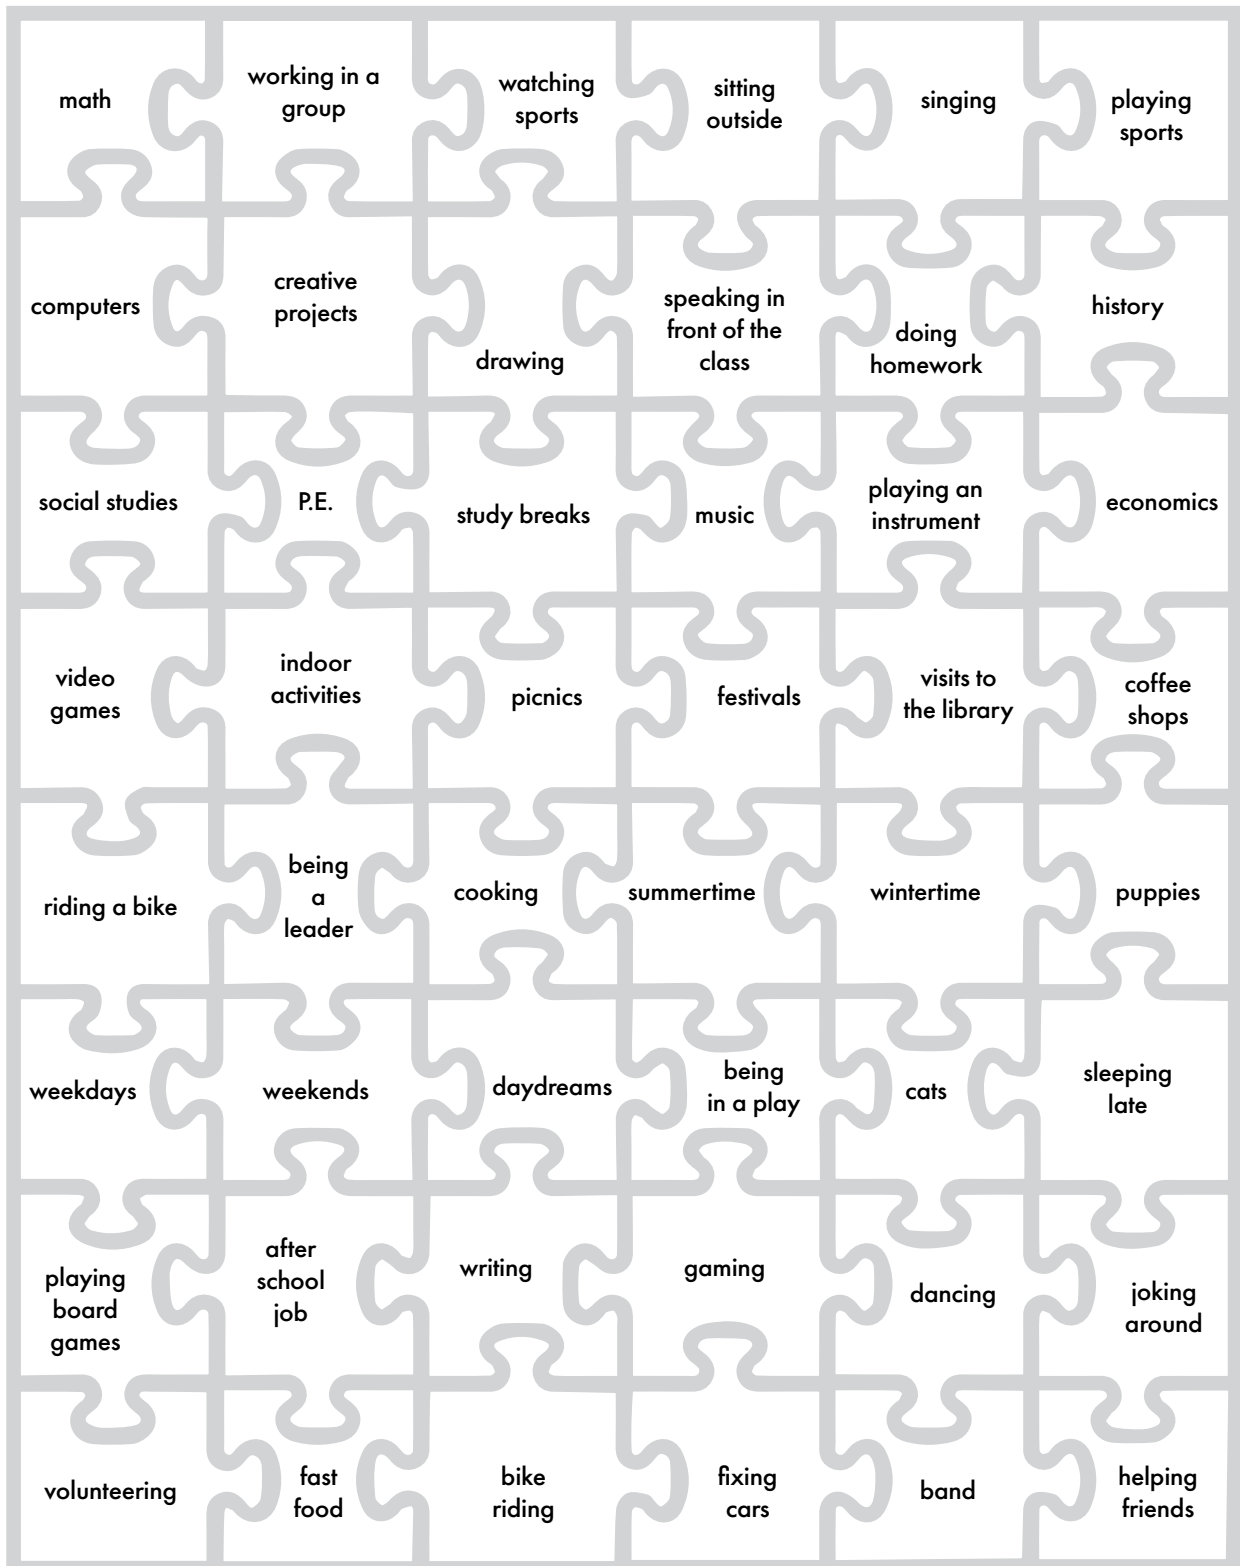 math
working in a
group
watching
sports
sitting
outside
singing
playing
sports
computers
creative
projects
drawing
speaking in
front of the
class
doing
homework
history
social studies
P.E.
study breaks
music
playing an
instrument
economics
video
games
indoor
activities
picnics
festivals
visits to
the library
coffee
shops
riding a bike
being
a
leader
cooking
summertime
wintertime
puppies
weekdays
weekends
daydreams
being
in a play
cats
sleeping
late
playing
board
games
after
school
job
writing
gaming
dancing
joking
around
volunteering
fast
food
bike
riding
fixing
cars
band
helping
friends